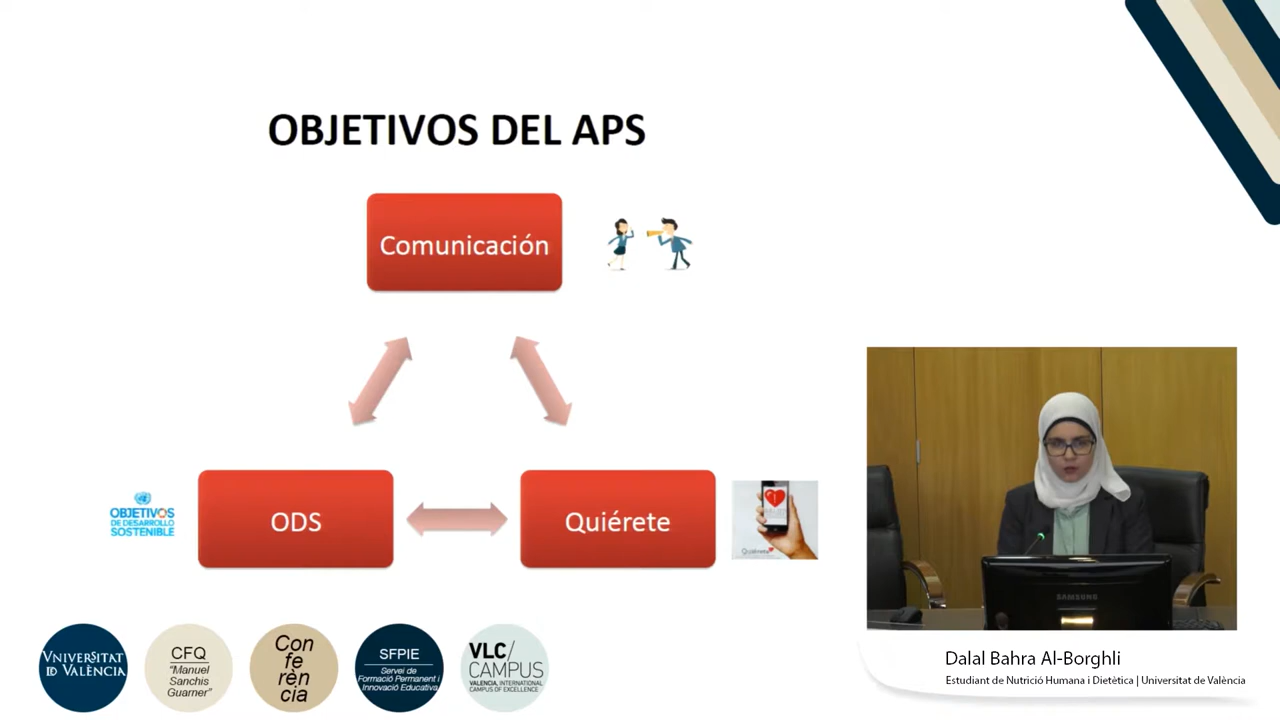 OBJETIVOS DEL APS
Comunicación
OBJETIVOS
DE DESARROLLO
SOSTENIBLE
ODS
Quiérete
Quiérete
SAMSUNG
VNIVERSITAT
ID VALÈNCIA
CFQ
"Manuel
Sanchis
Guarner"
Con
fe
rèn
cia
SFPIE
Servei de
Formació Permanent i
Innovació Educativa
VLC/
CAMPUS
VALENCIA, INTERNATIONAL
CAMPUS OF EXCELLENCE
Dalal Bahra Al-Borghli
Estudiant de Nutrició Humana i Dietètica | Universitat de València